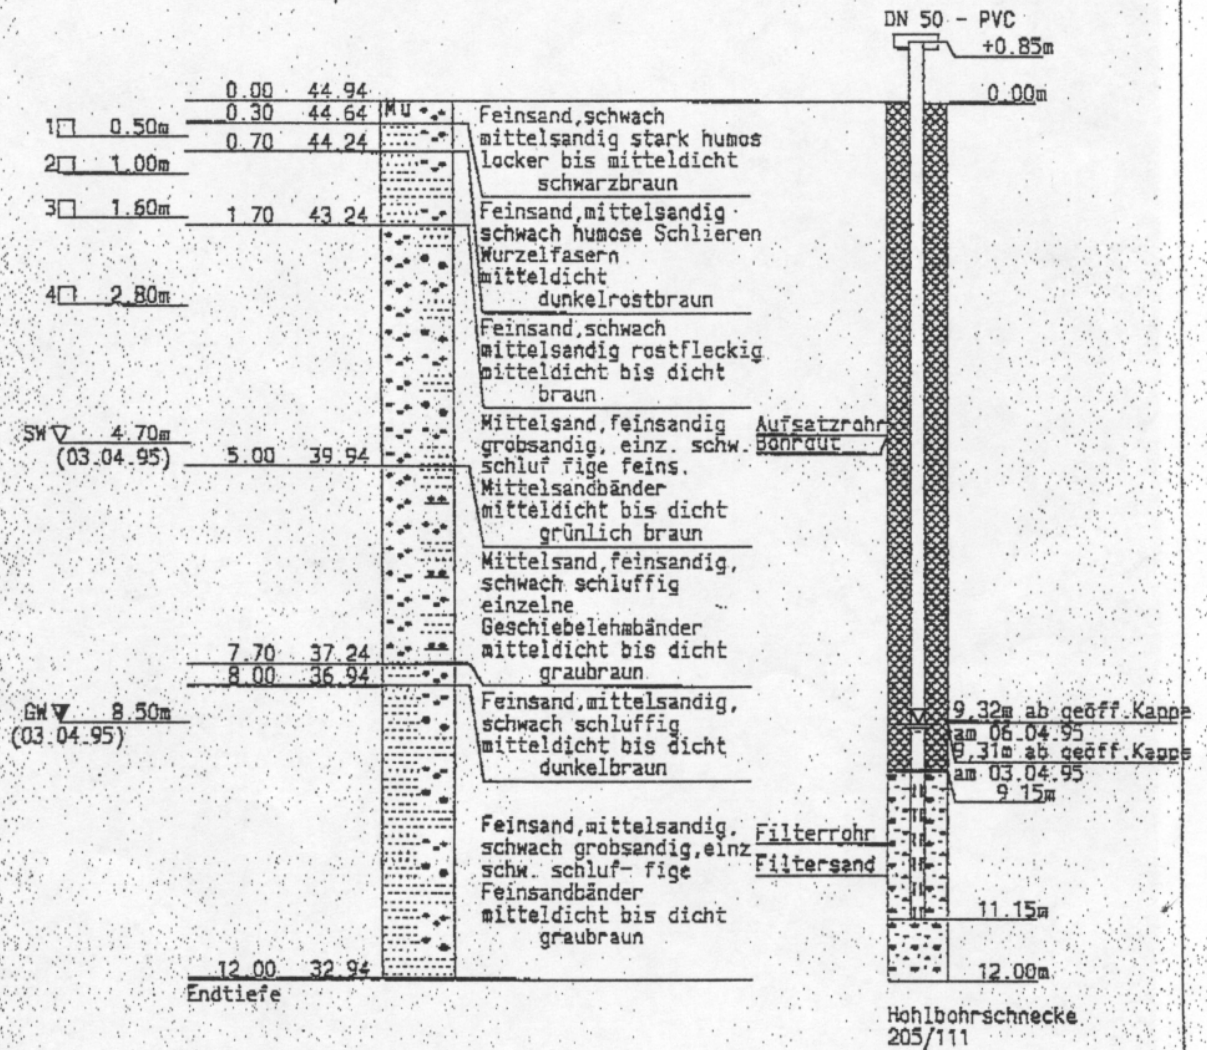 DN 50 - PVC
+0.85m
0.00 44.94
0.00m
0.30 44.64
Mu
1 0.50m
0.70 44.24
2 1.00m
3 1.60m
1.70 43.24
4 2.80m
SW 4.70m
(03.04.95)
5.00 39.94
7.70 37.24
8.00 36.94
GW 8.50m
(03.04.95)
12.00 32.94
Endtiefe
Feinsand,schwach
mittelsandig stark humos
locker bis mitteldicht
schwarzbraun
Feinsand,mittelsandig
schwach humose Schlieren
Wurzelfasern
mitteldicht
dunkelrostbraun
Feinsand,schwach
mittelsandig rostfleckig
mitteldicht bis dicht
braun
Mittelsand,feinsandig
grobsandig, einz. schw.
schluf fige feins.
Mittelsandbänder
mitteldicht bis dicht
grünlich braun
Mittelsand,feinsandig,
schwach schluffig
einzelne
Geschiebelehmbänder
mitteldicht bis dicht
graubraun
Feinsand,mittelsandig,
schwach schluffig
mitteldicht bis dicht
dunkelbraun
Feinsand,mittelsandig,
schwach grobsandig,einz
schw. schluf- fige
Feinsandbänder
mitteldicht bis dicht
graubraun
Aufsatzrohr
Bohrgut
9,32m ab geöff.Kappe
am 06.04.95
9,31m ab geöff.Kappe
am 03.04.95
9.15m
Filterrohr
Filtersand
11.15m
12.00m
Hohlbohrschnecke
205/111